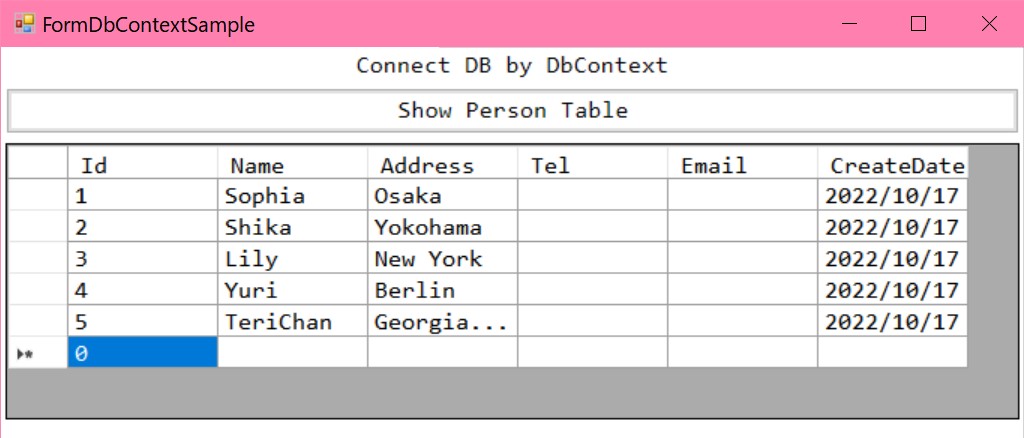 FormDbContextSample
Connect DB by DbContext
Show Person Table
Id Name Address Tel Email CreateDate
1 Sophia Osaka 2022/10/17
2 Shika Yokohama 2022/10/17
3 Lily New York 2022/10/17
4 Yuri Berlin 2022/10/17
5 TeriChan Georgia... 2022/10/17
0